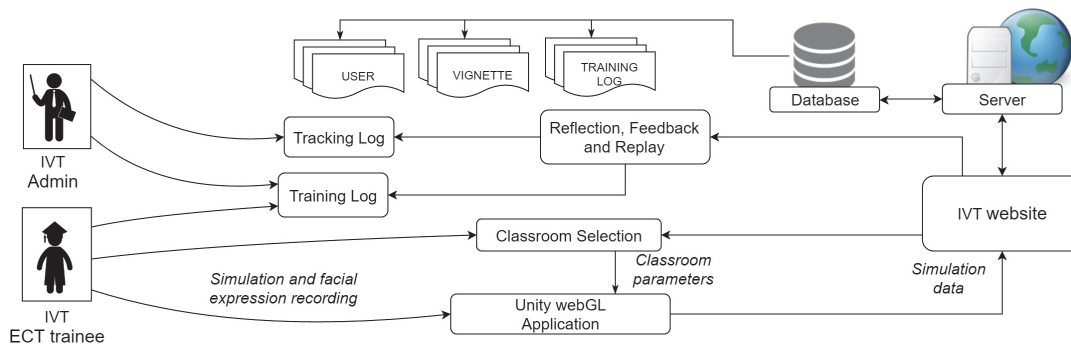 USER
VIGNETTE
TRAINING
LOG
Database
Server
IVT
Admin
Tracking Log
Reflection, Feedback
and Replay
Training Log
IVT website
Classroom Selection
Classroom
parameters
Simulation
data
Simulation and facial
expression recording
Unity webGL
Application
IVT
ECT trainee